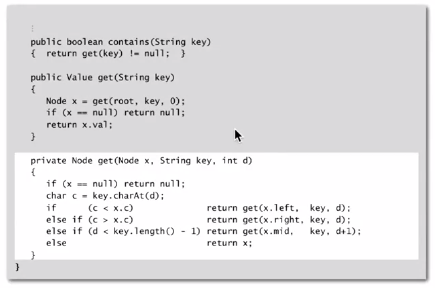 :
public boolean contains(String key)
{ return get(key) != null; }
public Value get(String key)
{
Node x = get(root, key, 0);
if (x == null) return null;
return x.val;
}
private Node get(Node x, String key, int d)
{
if (x == null) return null;
char c = key.charAt(d);
if (c < x.c) return get(x.left, key, d);
else if (c > x.c) return get(x.right, key, d);
else if (d < key.length() - 1) return get(x.mid, key, d+1);
else return x;
}
}